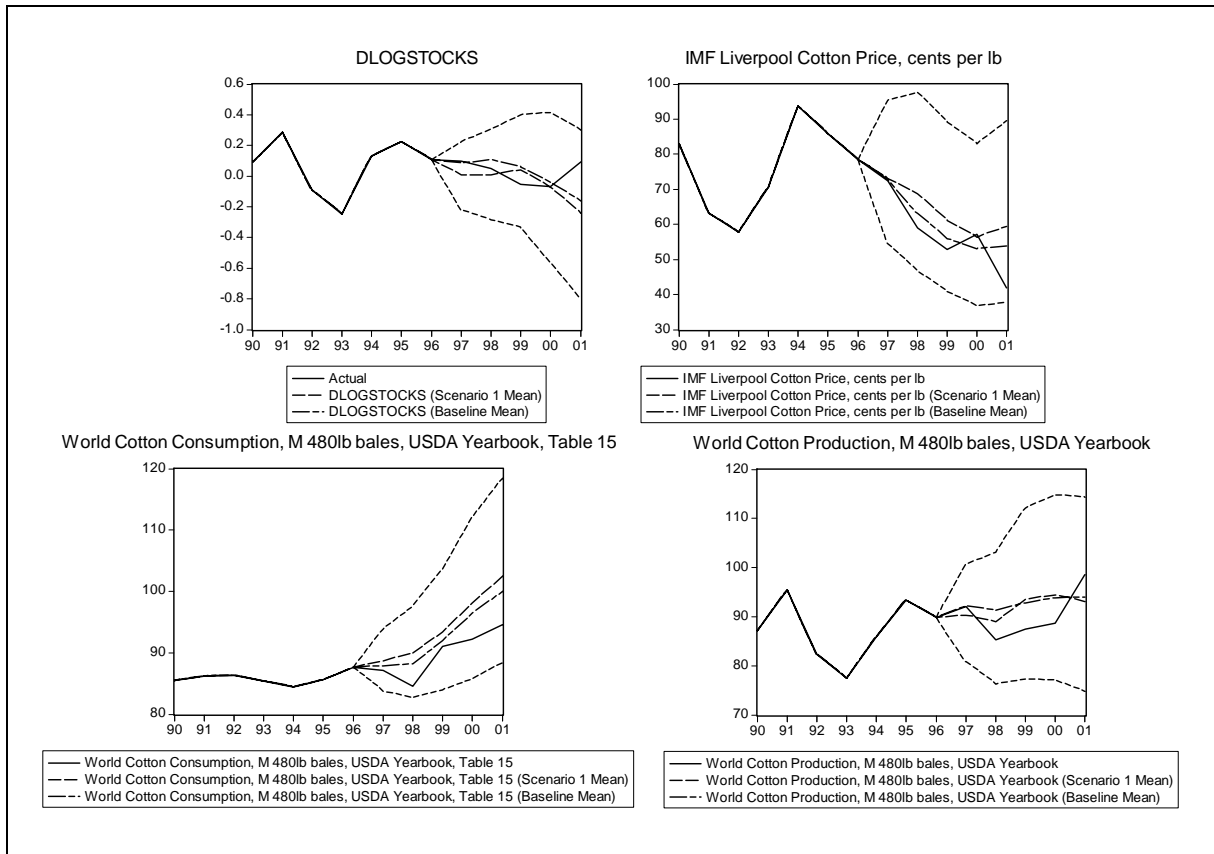 DLOGSTOCKS
0.6
0.4
0.2
0.0
-0.2
-0.4
-0.6
-0.8
-1.0
90 91 92 93 94 95 96 97 98 99 00 01
Actual
DLOGSTOCKS (Scenario 1 Mean)
DLOGSTOCKS (Baseline Mean)
IMF Liverpool Cotton Price, cents per lb
100
90
80
70
60
50
40
30
90 91 92 93 94 95 96 97 98 99 00 01
IMF Liverpool Cotton Price, cents per lb
IMF Liverpool Cotton Price, cents per lb (Scenario 1 Mean)
IMF Liverpool Cotton Price, cents per lb (Baseline Mean)
World Cotton Consumption, M 480lb bales, USDA Yearbook, Table 15
120
110
100
90
80
90 91 92 93 94 95 96 97 98 99 00 01
World Cotton Consumption, M 480lb bales, USDA Yearbook, Table 15
World Cotton Consumption, M 480lb bales, USDA Yearbook, Table 15 (Scenario 1 Mean)
World Cotton Consumption, M 480lb bales, USDA Yearbook, Table 15 (Baseline Mean)
World Cotton Production, M 480lb bales, USDA Yearbook
120
110
100
90
80
70
90 91 92 93 94 95 96 97 98 99 00 01
World Cotton Production, M 480lb bales, USDA Yearbook
World Cotton Production, M 480lb bales, USDA Yearbook (Scenario 1 Mean)
World Cotton Production, M 480lb bales, USDA Yearbook (Baseline Mean)